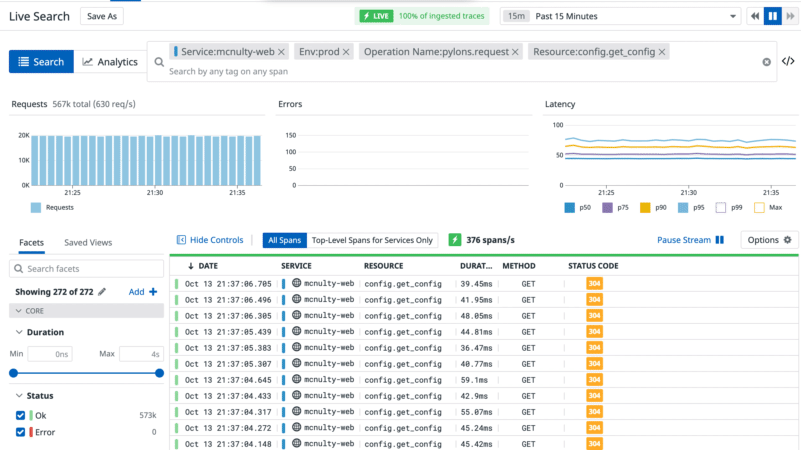 Live Search Save As LIVE 100% of ingested traces 15m Past 15 Minutes
Search Analytics Service:mcnulty-web Env:prod Operation Name:pylons.request Resource:config.get_config
Search by any tag on any span
Requests 567k total (630 req/s)
20K
10K
0K
21:25 21:30 21:35
Requests
Errors
150
100
50
0
Latency
100
50
0
21:25 21:30 21:35
p50 p75 p90 p95 p99 Max
Facets Saved Views
Search facets
Showing 272 of 272 Add
CORE
Duration
Min 0ns Max 4s
Status
Ok 573k
Error 0
Hide Controls All Spans Top-Level Spans for Services Only 376 spans/s Pause Stream Options
DATE SERVICE RESOURCE DURAT... METHOD STATUS CODE
Oct 13 21:37:06.705 mcnulty-web config.get_config 39.45ms GET 304
Oct 13 21:37:06.496 mcnulty-web config.get_config 41.95ms GET 304
Oct 13 21:37:06.305 mcnulty-web config.get_config 48.05ms GET 304
Oct 13 21:37:05.439 mcnulty-web config.get_config 44.81ms GET 304
Oct 13 21:37:05.383 mcnulty-web config.get_config 36.47ms GET 304
Oct 13 21:37:05.307 mcnulty-web config.get_config 40.77ms GET 304
Oct 13 21:37:04.645 mcnulty-web config.get_config 59.1ms GET 304
Oct 13 21:37:04.433 mcnulty-web config.get_config 42.9ms GET 304
Oct 13 21:37:04.317 mcnulty-web config.get_config 55.07ms GET 304
Oct 13 21:37:04.272 mcnulty-web config.get_config 45.24ms GET 304
Oct 13 21:37:04.148 mcnulty-web config.get_config 45.42ms GET 304